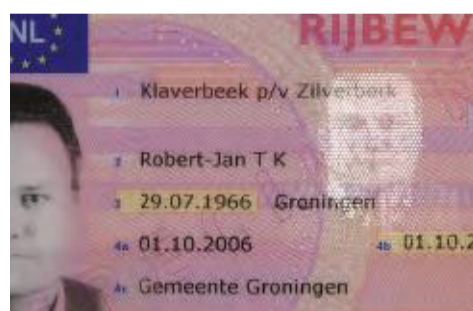 NL
RIJBEW
1 Klaverbeek p/v Zilverberk
2 Robert-Jan T K
3 29.07.1966 Groningen
4a 01.10.2006 4b 01.10.2
4c Gemeente Groningen